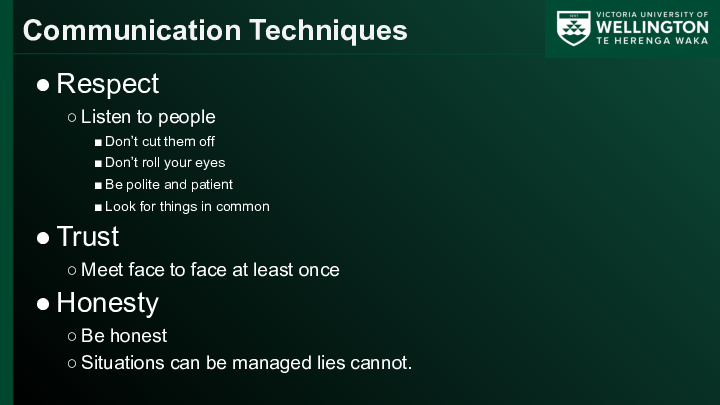 Communication Techniques
VICTORIA UNIVERSITY OF
WELLINGTON
TE HERENGA WAKA
● Respect
○ Listen to people
■ Don't cut them off
■ Don't roll your eyes
■ Be polite and patient
■ Look for things in common
● Trust
○ Meet face to face at least once
● Honesty
○ Be honest
○ Situations can be managed lies cannot.